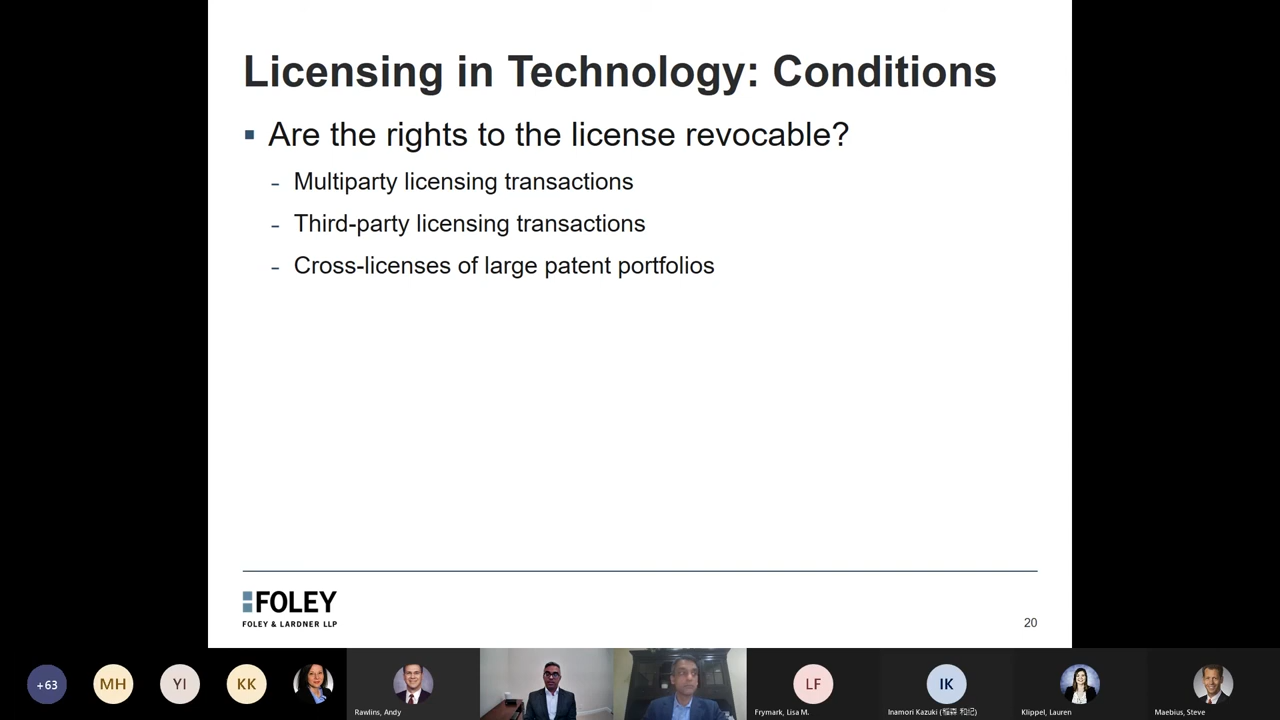 Licensing in Technology: Conditions
▪ Are the rights to the license revocable?
- Multiparty licensing transactions
- Third-party licensing transactions
- Cross-licenses of large patent portfolios
FOLEY
FOLEY & LARDNER LLP
20
+63
MH
YI
KK
LF
IK
Rawlins, Andy
Frymark, Lisa M.
Inamori Kazuki (
Klippel, Lauren
Maebius, Steve